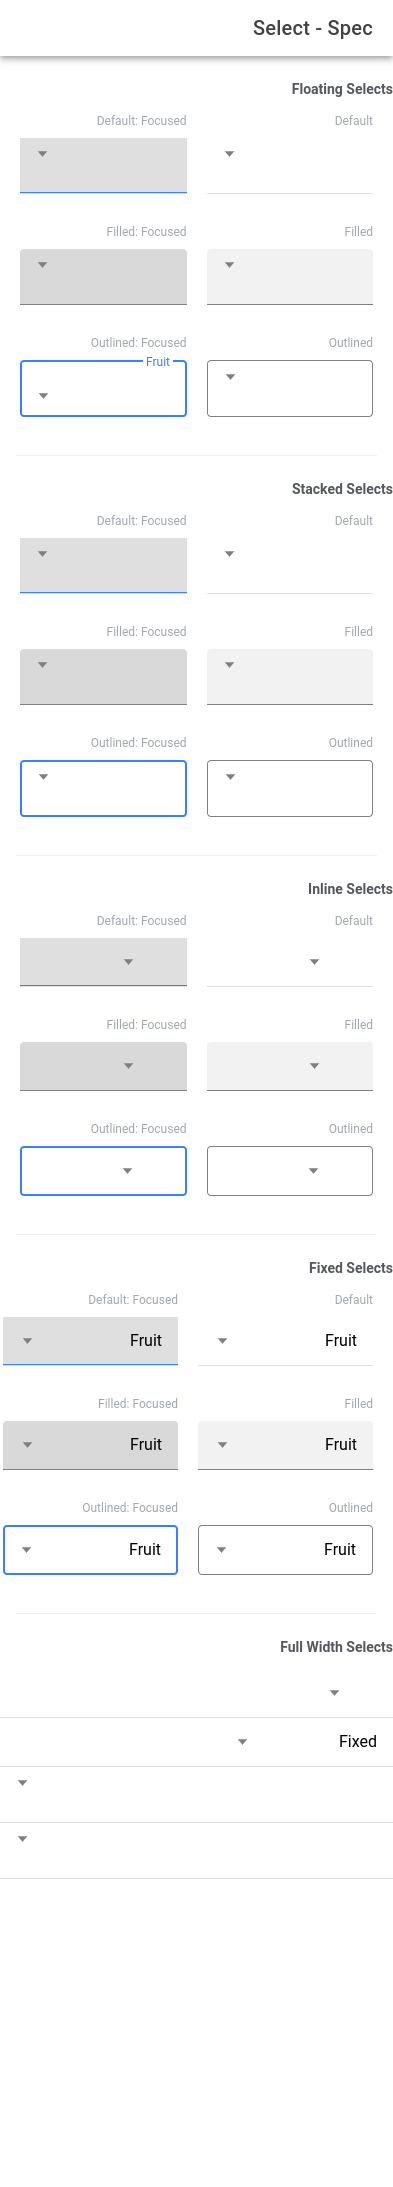 Select - Spec
Floating Selects
Default
Default: Focused
Filled
Filled: Focused
Outlined
Outlined: Focused
Fruit
Stacked Selects
Default
Default: Focused
Filled
Filled: Focused
Outlined
Outlined: Focused
Inline Selects
Default
Default: Focused
Filled
Filled: Focused
Outlined
Outlined: Focused
Fixed Selects
Default
Default: Focused
Fruit
Fruit
Filled
Filled: Focused
Fruit
Fruit
Outlined
Outlined: Focused
Fruit
Fruit
Full Width Selects
Fixed